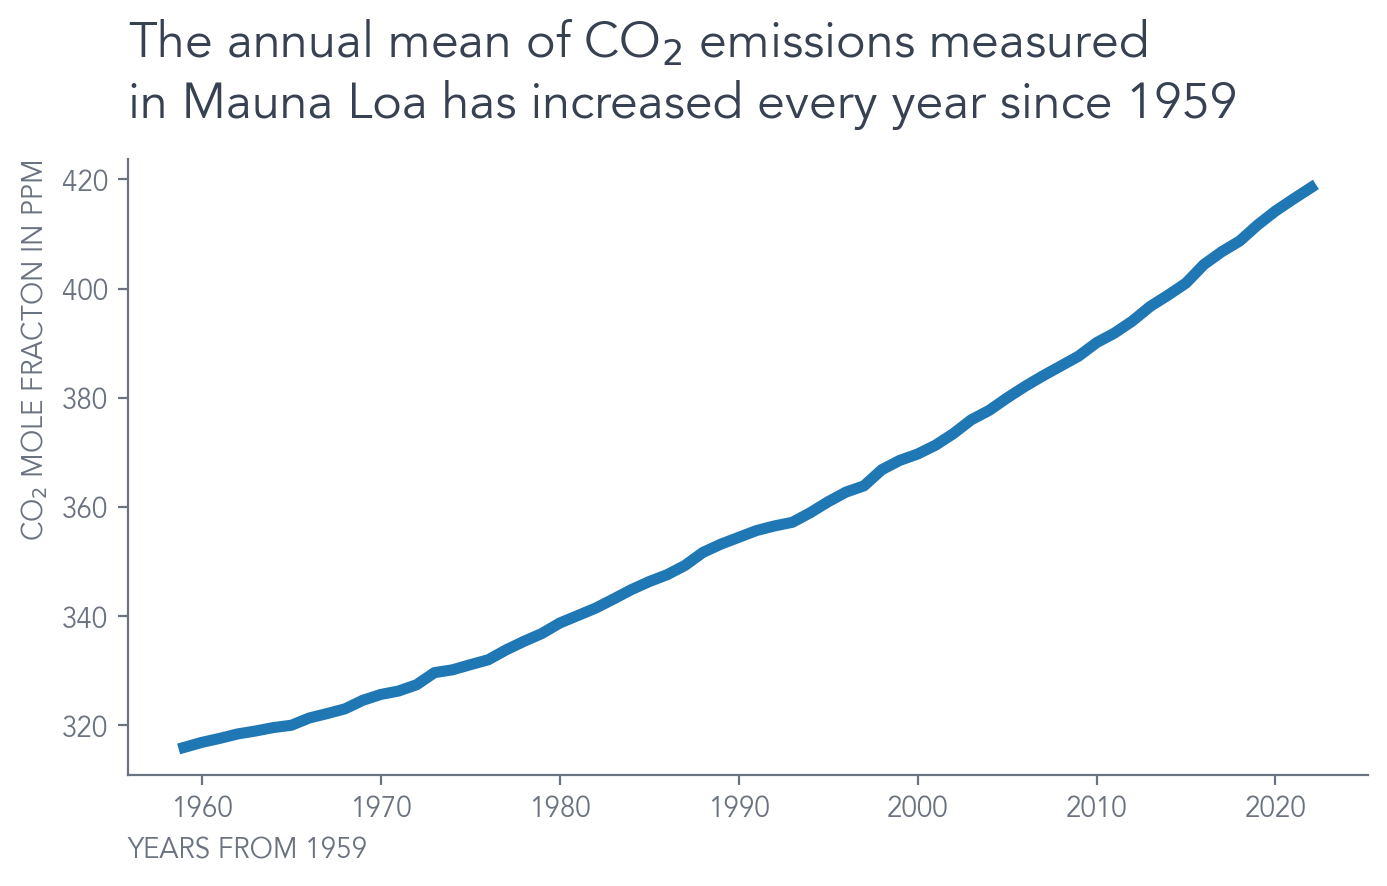 The annual mean of CO₂ emissions measured
in Mauna Loa has increased every year since 1959
CO₂ MOLE FRACTON IN PPM
420
400
380
360
340
320
1960 1970 1980 1990 2000 2010 2020
YEARS FROM 1959